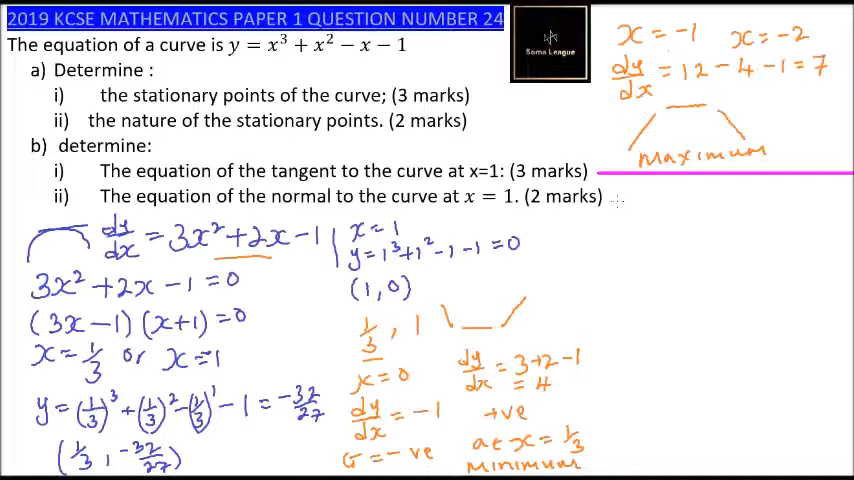 2019 KCSE MATHEMATICS PAPER 1 QUESTION NUMBER 24
The equation of a curve is y = x³ + x² − x − 1
a) Determine :
i) the stationary points of the curve; (3 marks)
ii) the nature of the stationary points. (2 marks)
b) determine:
i) The equation of the tangent to the curve at x=1: (3 marks)
ii) The equation of the normal to the curve at x = 1. (2 marks)
Soma League
x = -1 x = -2
dy/dx = 12 - 4 - 1 = 7
maximum
dy/dx = 3x² + 2x - 1
3x² + 2x - 1 = 0
(3x - 1) (x + 1) = 0
x = 1/3 or x = -1
y = (1/3)³ + (1/3)² - (1/3)¹ - 1 = -32/27
(1/3, -32/27)
x = 1
y = 1³ + 1² - 1 - 1 = 0
(1, 0)
1/3, 1
x = 0
dy/dx = -1
G = - ve
dy/dx = 3 + 2 - 1
= 4
+ve
at x = 1/3
minimum